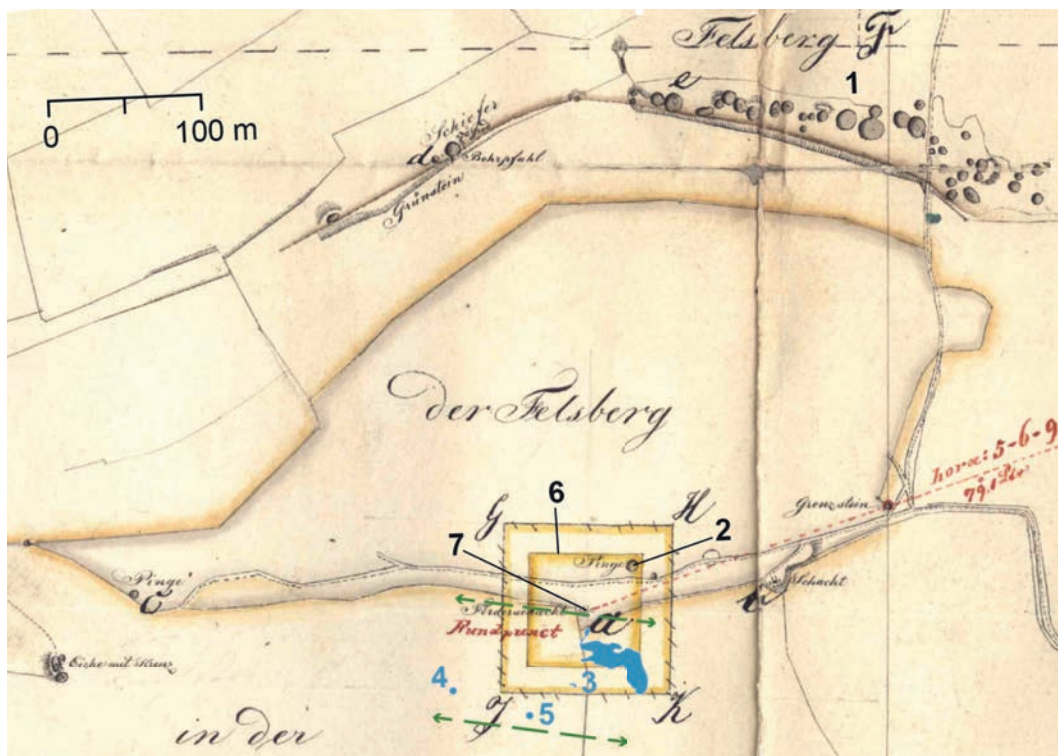 Felsberg
F
1
e
0 100 m
Schiefer
d
Bohrpfahl
Grünstein
der Felsberg
hora: 5-6-9
Grenzstein
G
6
H
2
7
Pinge
Pinge
C
Schacht
Förderschacht
a
Fundpunct
Eiche mit Kreuz
4
3
J
5
K
in der